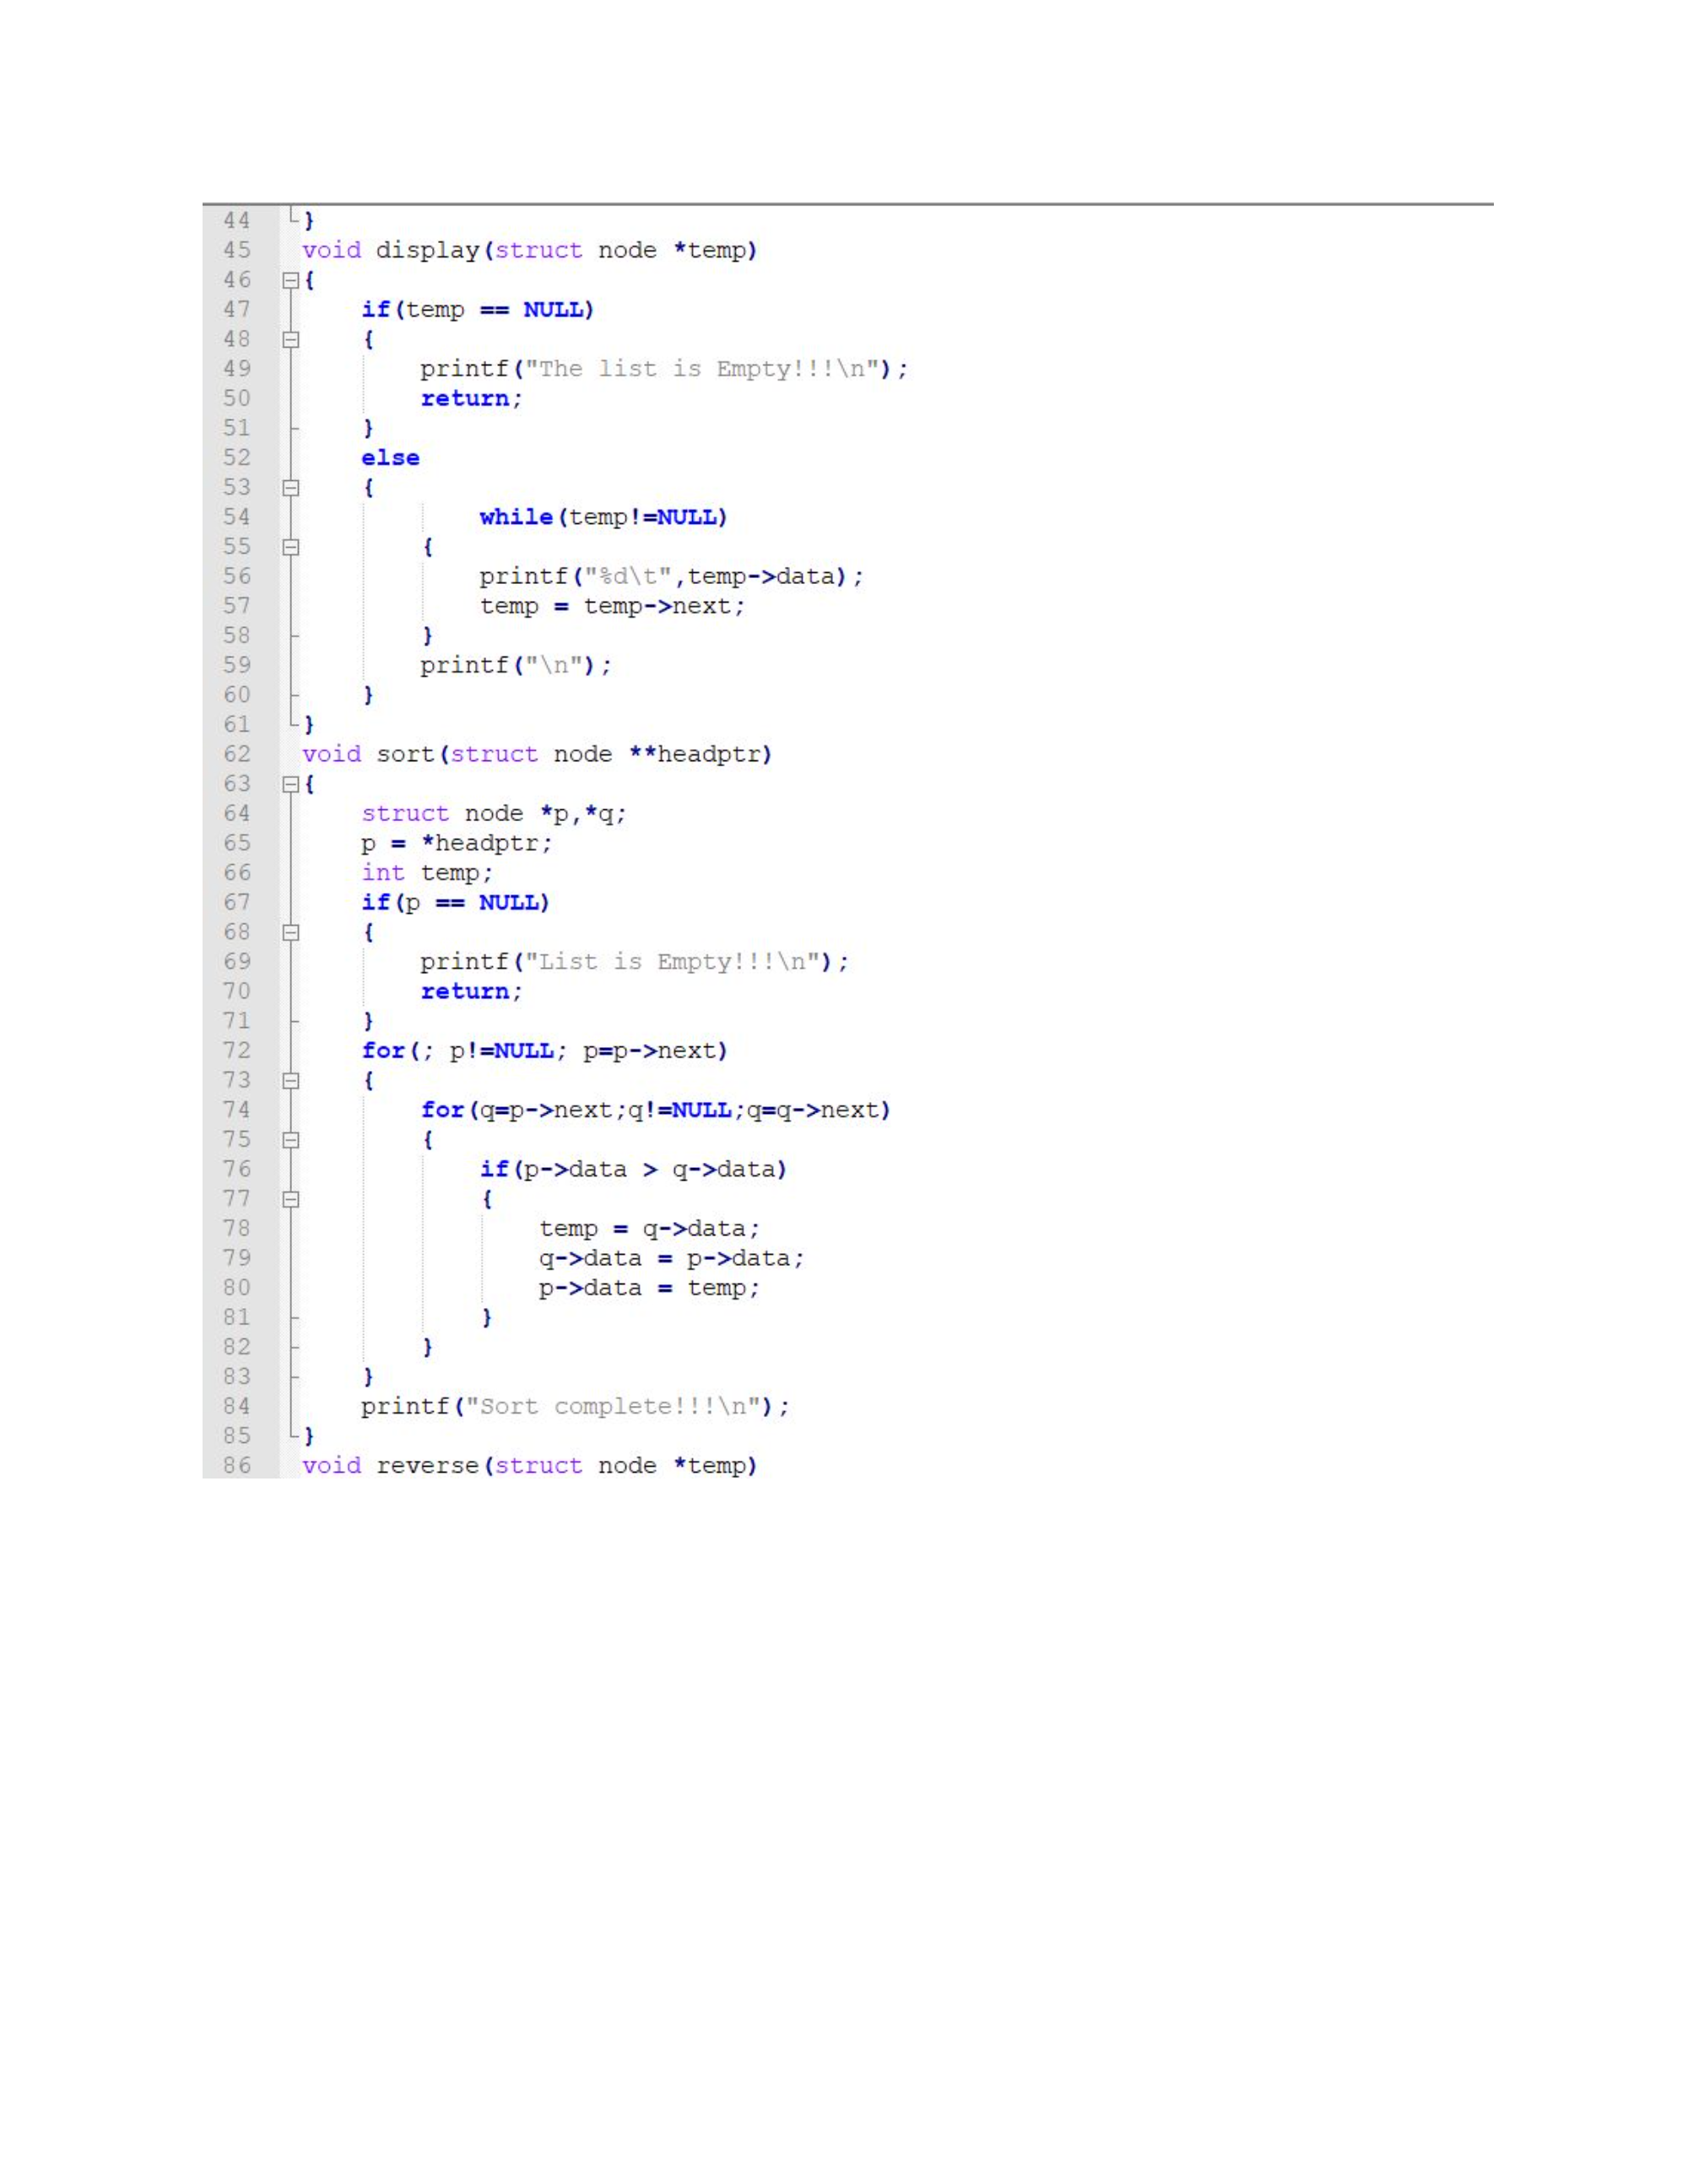 44 }
45 void display(struct node *temp)
46 {
47     if(temp == NULL)
48     {
49         printf("The list is Empty!!!\n");
50         return;
51     }
52     else
53     {
54             while(temp!=NULL)
55         {
56             printf("%d\t",temp->data);
57             temp = temp->next;
58         }
59         printf("\n");
60     }
61 }
62 void sort(struct node **headptr)
63 {
64     struct node *p,*q;
65     p = *headptr;
66     int temp;
67     if(p == NULL)
68     {
69         printf("List is Empty!!!\n");
70         return;
71     }
72     for(; p!=NULL; p=p->next)
73     {
74         for(q=p->next;q!=NULL;q=q->next)
75         {
76             if(p->data > q->data)
77             {
78                 temp = q->data;
79                 q->data = p->data;
80                 p->data = temp;
81             }
82         }
83     }
84     printf("Sort complete!!!\n");
85 }
86 void reverse(struct node *temp)